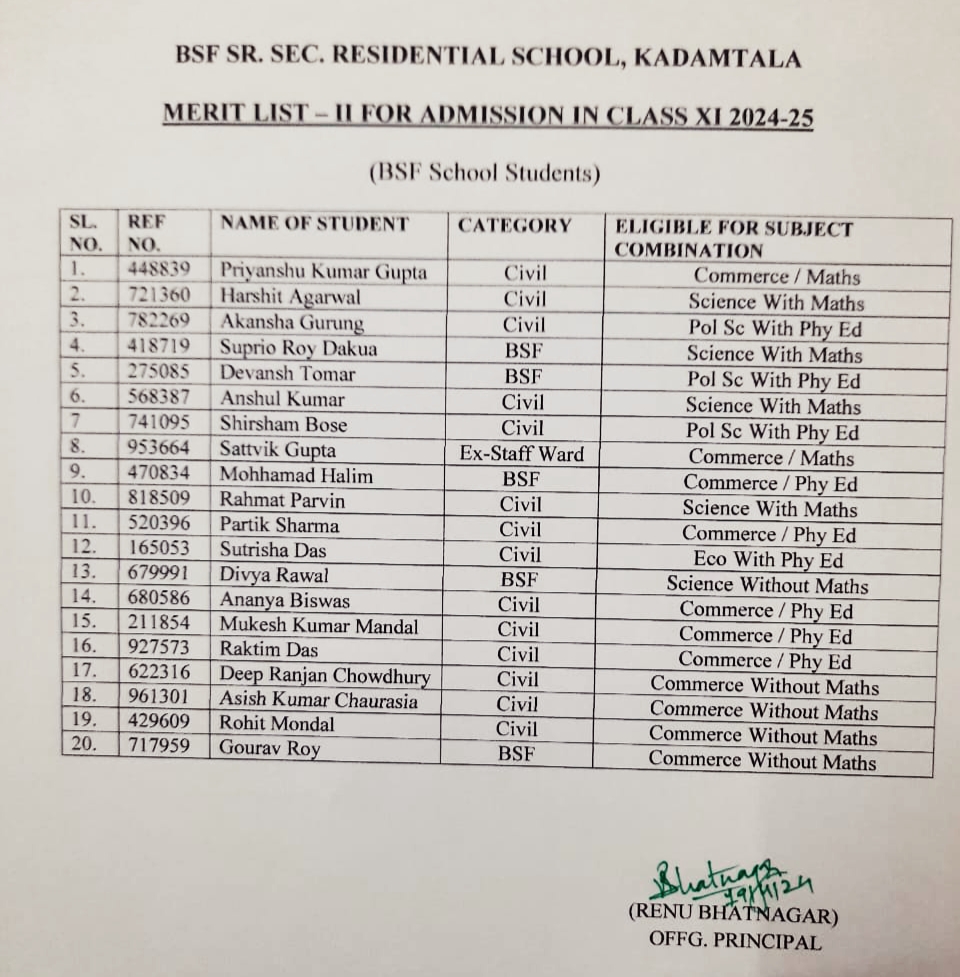 BSF SR. SEC. RESIDENTIAL SCHOOL, KADAMTALA
MERIT LIST – II FOR ADMISSION IN CLASS XI 2024-25
(BSF School Students)
SL. NO. REF NO. NAME OF STUDENT CATEGORY ELIGIBLE FOR SUBJECT COMBINATION
1. 448839 Priyanshu Kumar Gupta Civil Commerce / Maths
2. 721360 Harshit Agarwal Civil Science With Maths
3. 782269 Akansha Gurung Civil Pol Sc With Phy Ed
4. 418719 Suprio Roy Dakua BSF Science With Maths
5. 275085 Devansh Tomar BSF Pol Sc With Phy Ed
6. 568387 Anshul Kumar Civil Science With Maths
7 741095 Shirsham Bose Civil Pol Sc With Phy Ed
8. 953664 Sattvik Gupta Ex-Staff Ward Commerce / Maths
9. 470834 Mohhamad Halim BSF Commerce / Phy Ed
10. 818509 Rahmat Parvin Civil Science With Maths
11. 520396 Partik Sharma Civil Commerce / Phy Ed
12. 165053 Sutrisha Das Civil Eco With Phy Ed
13. 679991 Divya Rawal BSF Science Without Maths
14. 680586 Ananya Biswas Civil Commerce / Phy Ed
15. 211854 Mukesh Kumar Mandal Civil Commerce / Phy Ed
16. 927573 Raktim Das Civil Commerce / Phy Ed
17. 622316 Deep Ranjan Chowdhury Civil Commerce Without Maths
18. 961301 Asish Kumar Chaurasia Civil Commerce Without Maths
19. 429609 Rohit Mondal Civil Commerce Without Maths
20. 717959 Gourav Roy BSF Commerce Without Maths
Bhatnagar
(RENU BHATNAGAR)
OFFG. PRINCIPAL